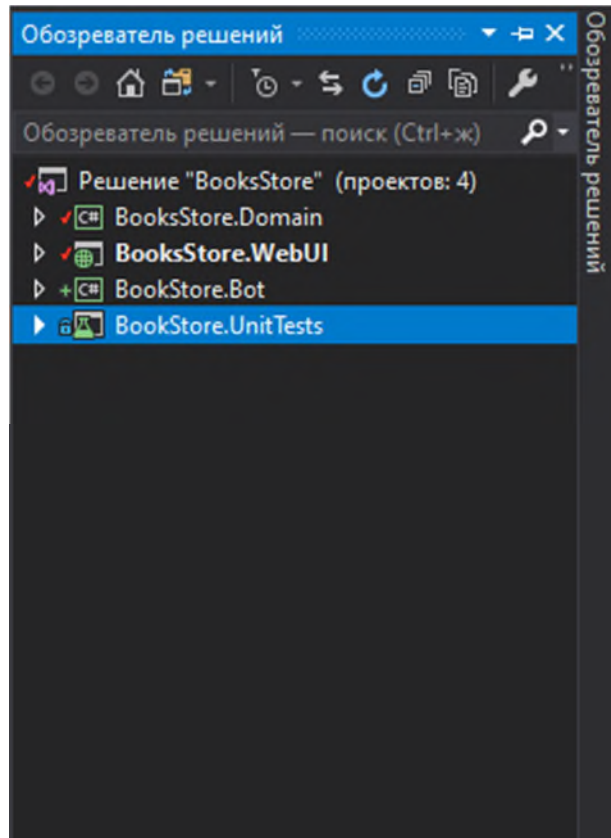 Обозреватель решений
Обозреватель решений — поиск (Ctrl+ж)
Решение "BooksStore" (проектов: 4)
C# BooksStore.Domain
BooksStore.WebUI
C# BookStore.Bot
BookStore.UnitTests
Обозреватель решений